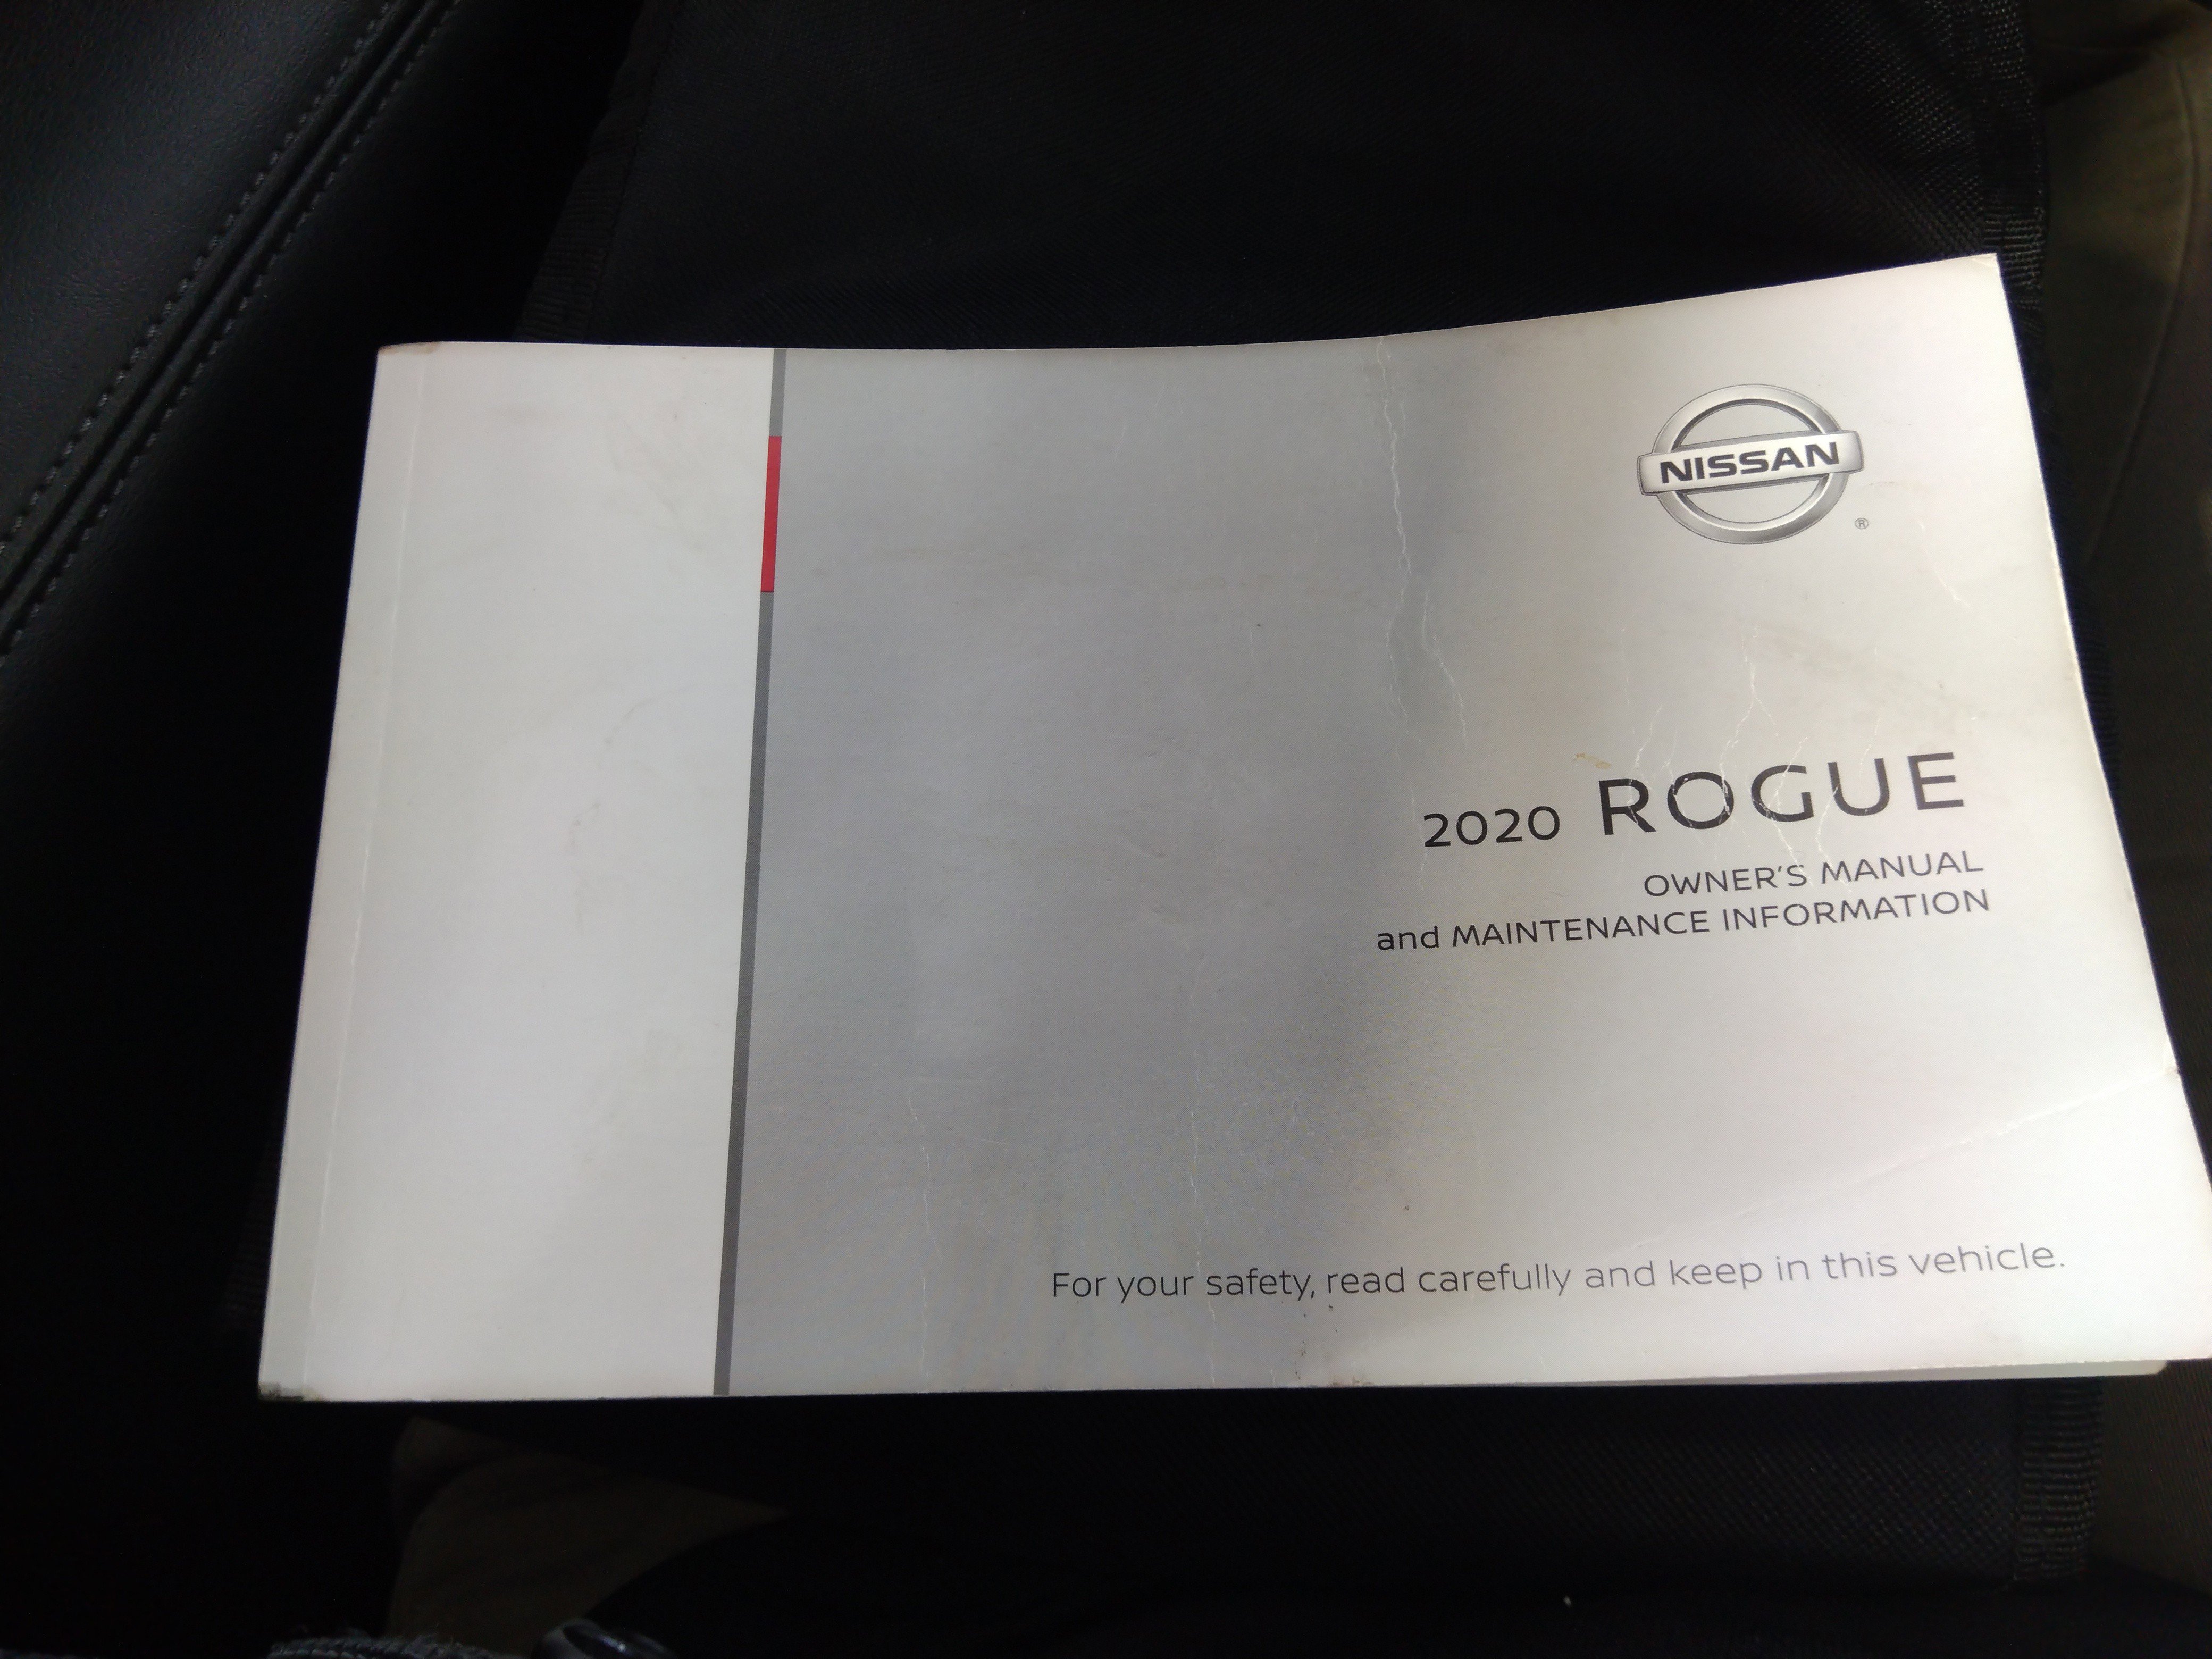 NISSAN
®
2020 ROGUE
OWNER'S MANUAL
and MAINTENANCE INFORMATION
For your safety, read carefully and keep in this vehicle.